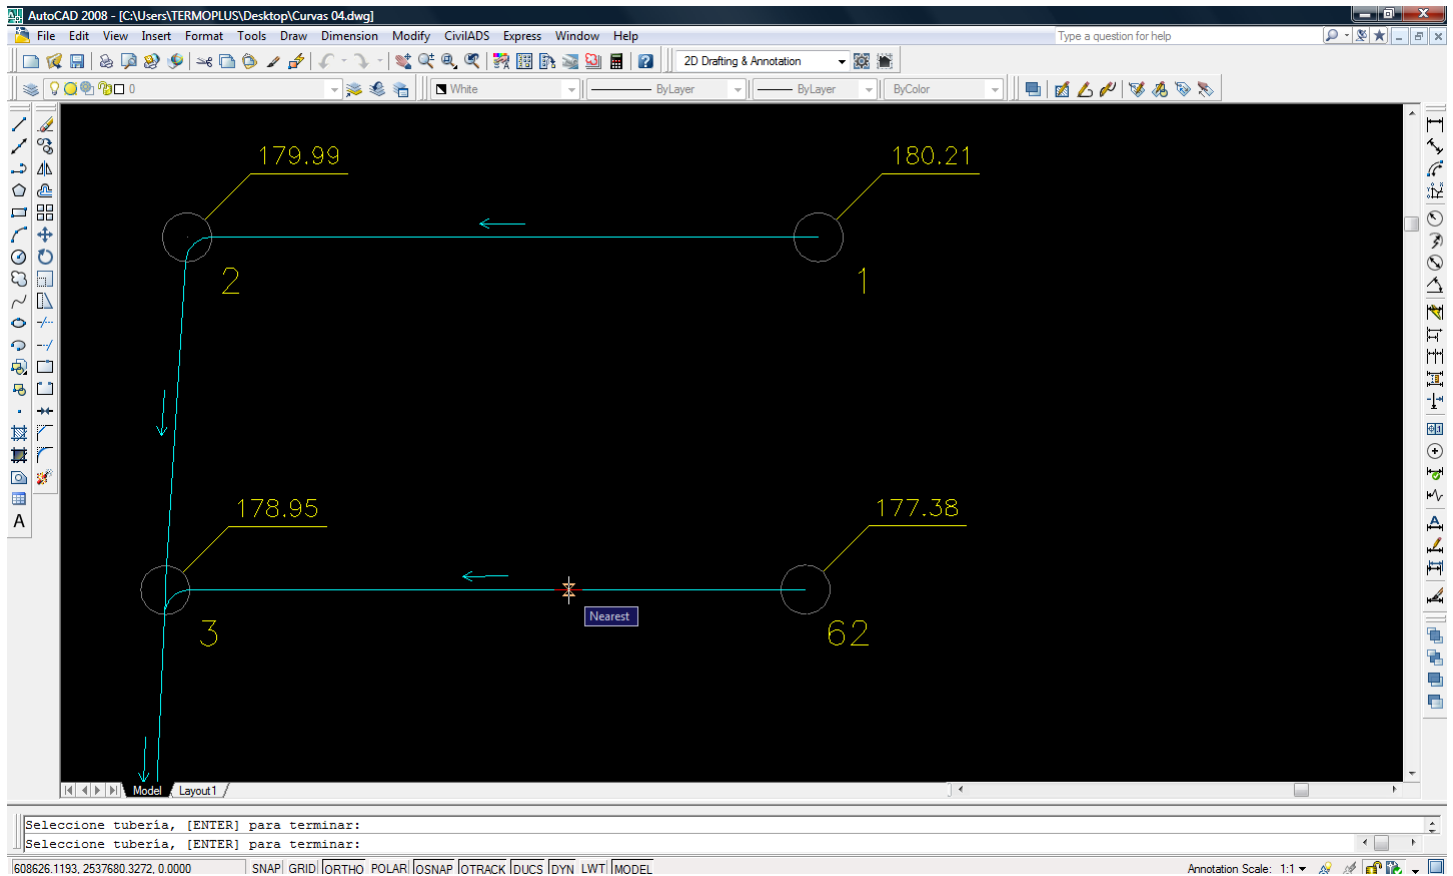 AutoCAD 2008 - [C:\Users\TERMOPLUS\Desktop\Curvas 04.dwg]
File Edit View Insert Format Tools Draw Dimension Modify CivilADS Express Window Help
Type a question for help
2D Drafting & Annotation
0
White
ByLayer
ByLayer
ByColor
179.99
180.21
2
1
178.95
177.38
Nearest
3
62
Model Layout1
Seleccione tubería, [ENTER] para terminar:
Seleccione tubería, [ENTER] para terminar:
608626.1193, 2537680.3272, 0.0000 SNAP GRID ORTHO POLAR OSNAP OTRACK DUCS DYN LWT MODEL Annotation Scale: 1:1